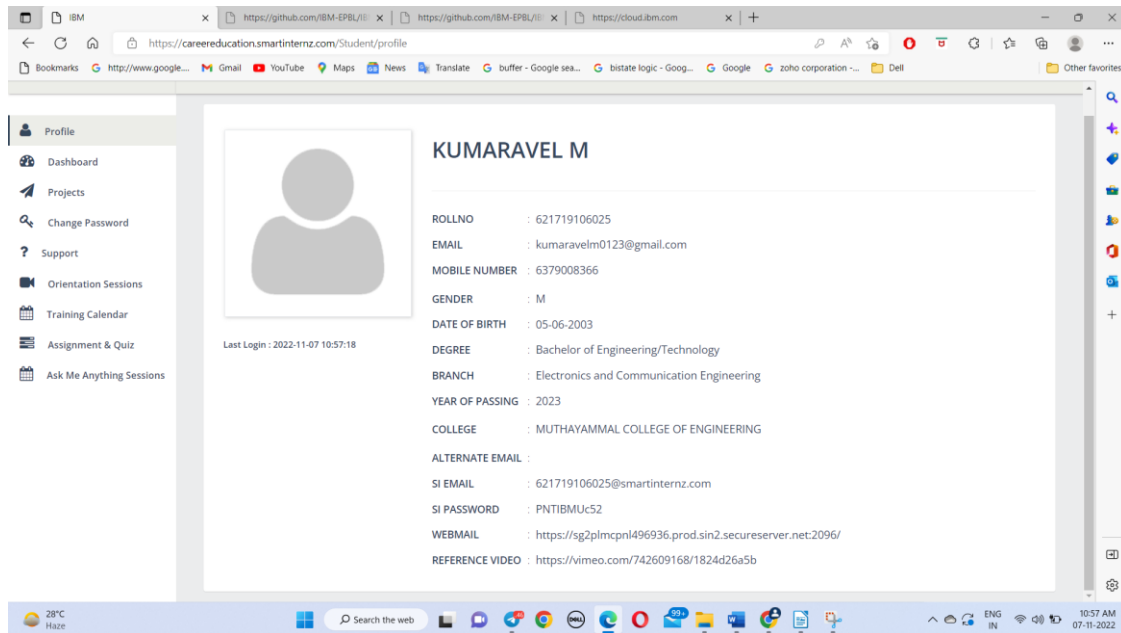 IBM
https://github.com/IBM-EPBL/IB
https://github.com/IBM-EPBL/IB
https://cloud.ibm.com
https://careereducation.smartinternz.com/Student/profile
Bookmarks
http://www.google....
Gmail
YouTube
Maps
News
Translate
buffer - Google sea...
bistate logic - Goog...
Google
zoho corporation -...
Dell
Other favorites
Profile
Dashboard
Projects
Change Password
Support
Orientation Sessions
Training Calendar
Assignment & Quiz
Ask Me Anything Sessions
Last Login : 2022-11-07 10:57:18
KUMARAVEL M
ROLLNO : 621719106025
EMAIL : kumaravelm0123@gmail.com
MOBILE NUMBER : 6379008366
GENDER : M
DATE OF BIRTH : 05-06-2003
DEGREE : Bachelor of Engineering/Technology
BRANCH : Electronics and Communication Engineering
YEAR OF PASSING : 2023
COLLEGE : MUTHAYAMMAL COLLEGE OF ENGINEERING
ALTERNATE EMAIL :
SI EMAIL : 621719106025@smartinternz.com
SI PASSWORD : PNTIBMUc52
WEBMAIL : https://sg2plmcpnl496936.prod.sin2.secureserver.net:2096/
REFERENCE VIDEO : https://vimeo.com/742609168/1824d26a5b
28°C
Haze
Search the web
99+
ENG
IN
10:57 AM
07-11-2022